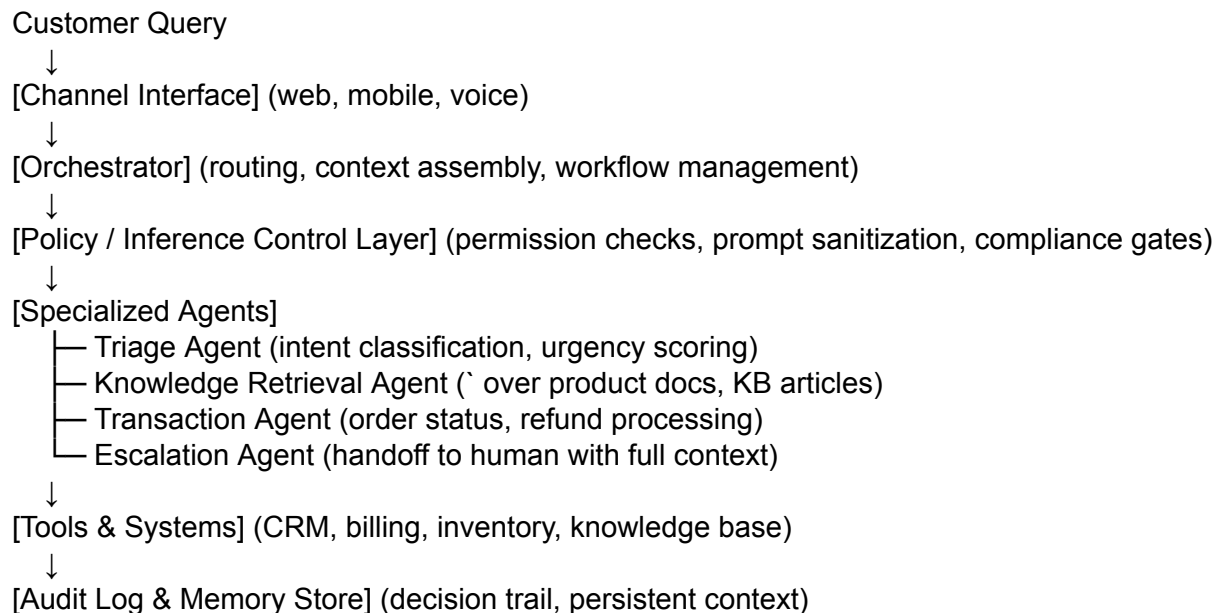 Customer Query
↓
[Channel Interface] (web, mobile, voice)
↓
[Orchestrator] (routing, context assembly, workflow management)
↓
[Policy / Inference Control Layer] (permission checks, prompt sanitization, compliance gates)
↓
[Specialized Agents]
├─ Triage Agent (intent classification, urgency scoring)
├─ Knowledge Retrieval Agent (` over product docs, KB articles)
├─ Transaction Agent (order status, refund processing)
└─ Escalation Agent (handoff to human with full context)
↓
[Tools & Systems] (CRM, billing, inventory, knowledge base)
↓
[Audit Log & Memory Store] (decision trail, persistent context)